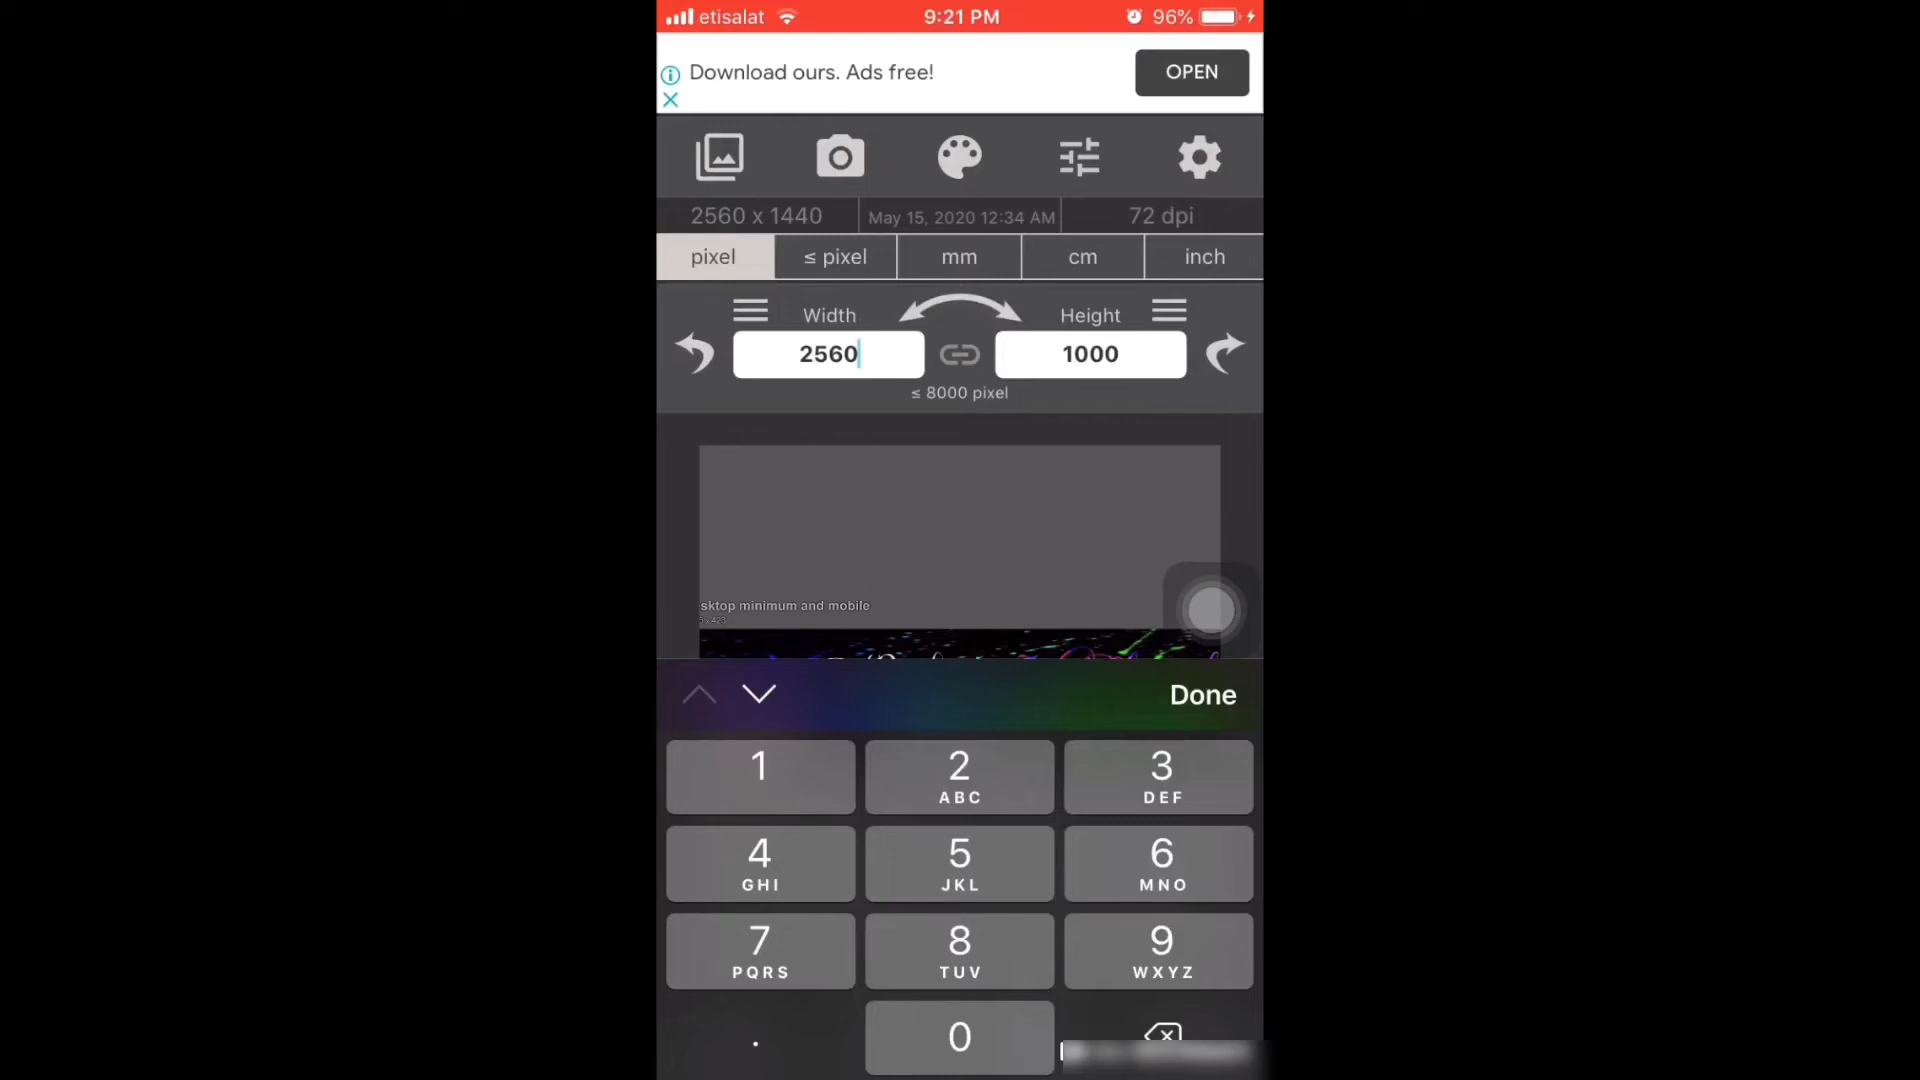 etisalat 9:21 PM 96%
Download ours. Ads free! OPEN
2560 x 1440 May 15, 2020 12:34 AM 72 dpi
pixel ≤ pixel mm cm inch
Width Height
2560 1000
≤ 8000 pixel
sktop minimum and mobile
x 423
Done
1 2 3
ABC DEF
4 5 6
GHI JKL MNO
7 8 9
PQRS TUV WXYZ
. 0